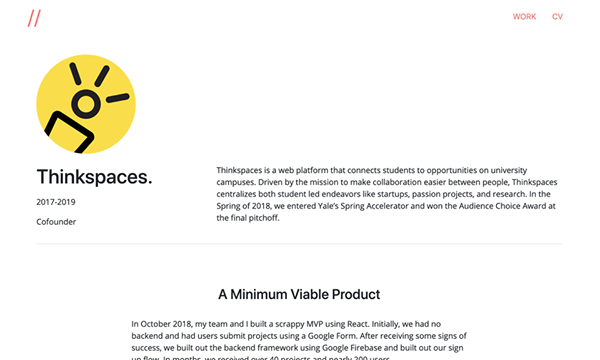 //
WORK CV
Thinkspaces.
2017-2019
Cofounder
Thinkspaces is a web platform that connects students to opportunities on university
campuses. Driven by the mission to make collaboration easier between people, Thinkspaces
centralizes both student led endeavors like startups, passion projects, and research. In the
Spring of 2018, we entered Yale's Spring Accelerator and won the Audience Choice Award at
the final pitchoff.
A Minimum Viable Product
In October 2018, my team and I built a scrappy MVP using React. Initially, we had no
backend and had users submit projects using a Google Form. After receiving some signs of
success, we built out the backend framework using Google Firebase and built out our sign
up flow. In months, we received over 40 projects and nearly 200 users.